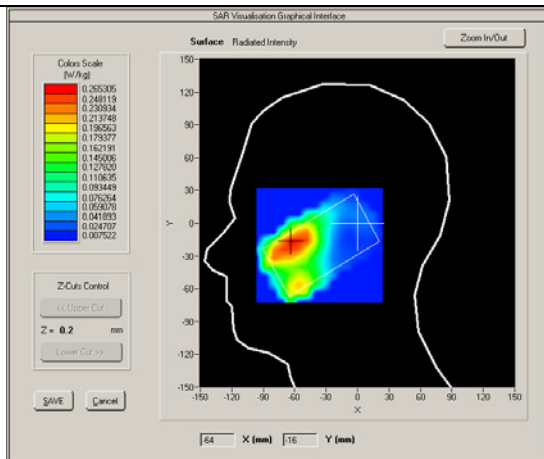 SAR Visualisation Graphical Interface
Surface Radiated Intensity
Zoom In/Out
Colors Scale
(W/kg)
0.265305
0.248119
0.230934
0.213748
0.196563
0.179377
0.162191
0.145006
0.127820
0.110635
0.093449
0.076264
0.059078
0.041893
0.024707
0.007522
Z-Cuts Control
<< Upper Cut
Z = 0.2 mm
Lower Cut >>
SAVE
Cancel
150
120
90
60
30
0
-30
-60
-90
-120
-150
Y
-150 -120 -90 -60 -30 0 30 60 90 120 150
X
-64 X (mm) -16 Y (mm)